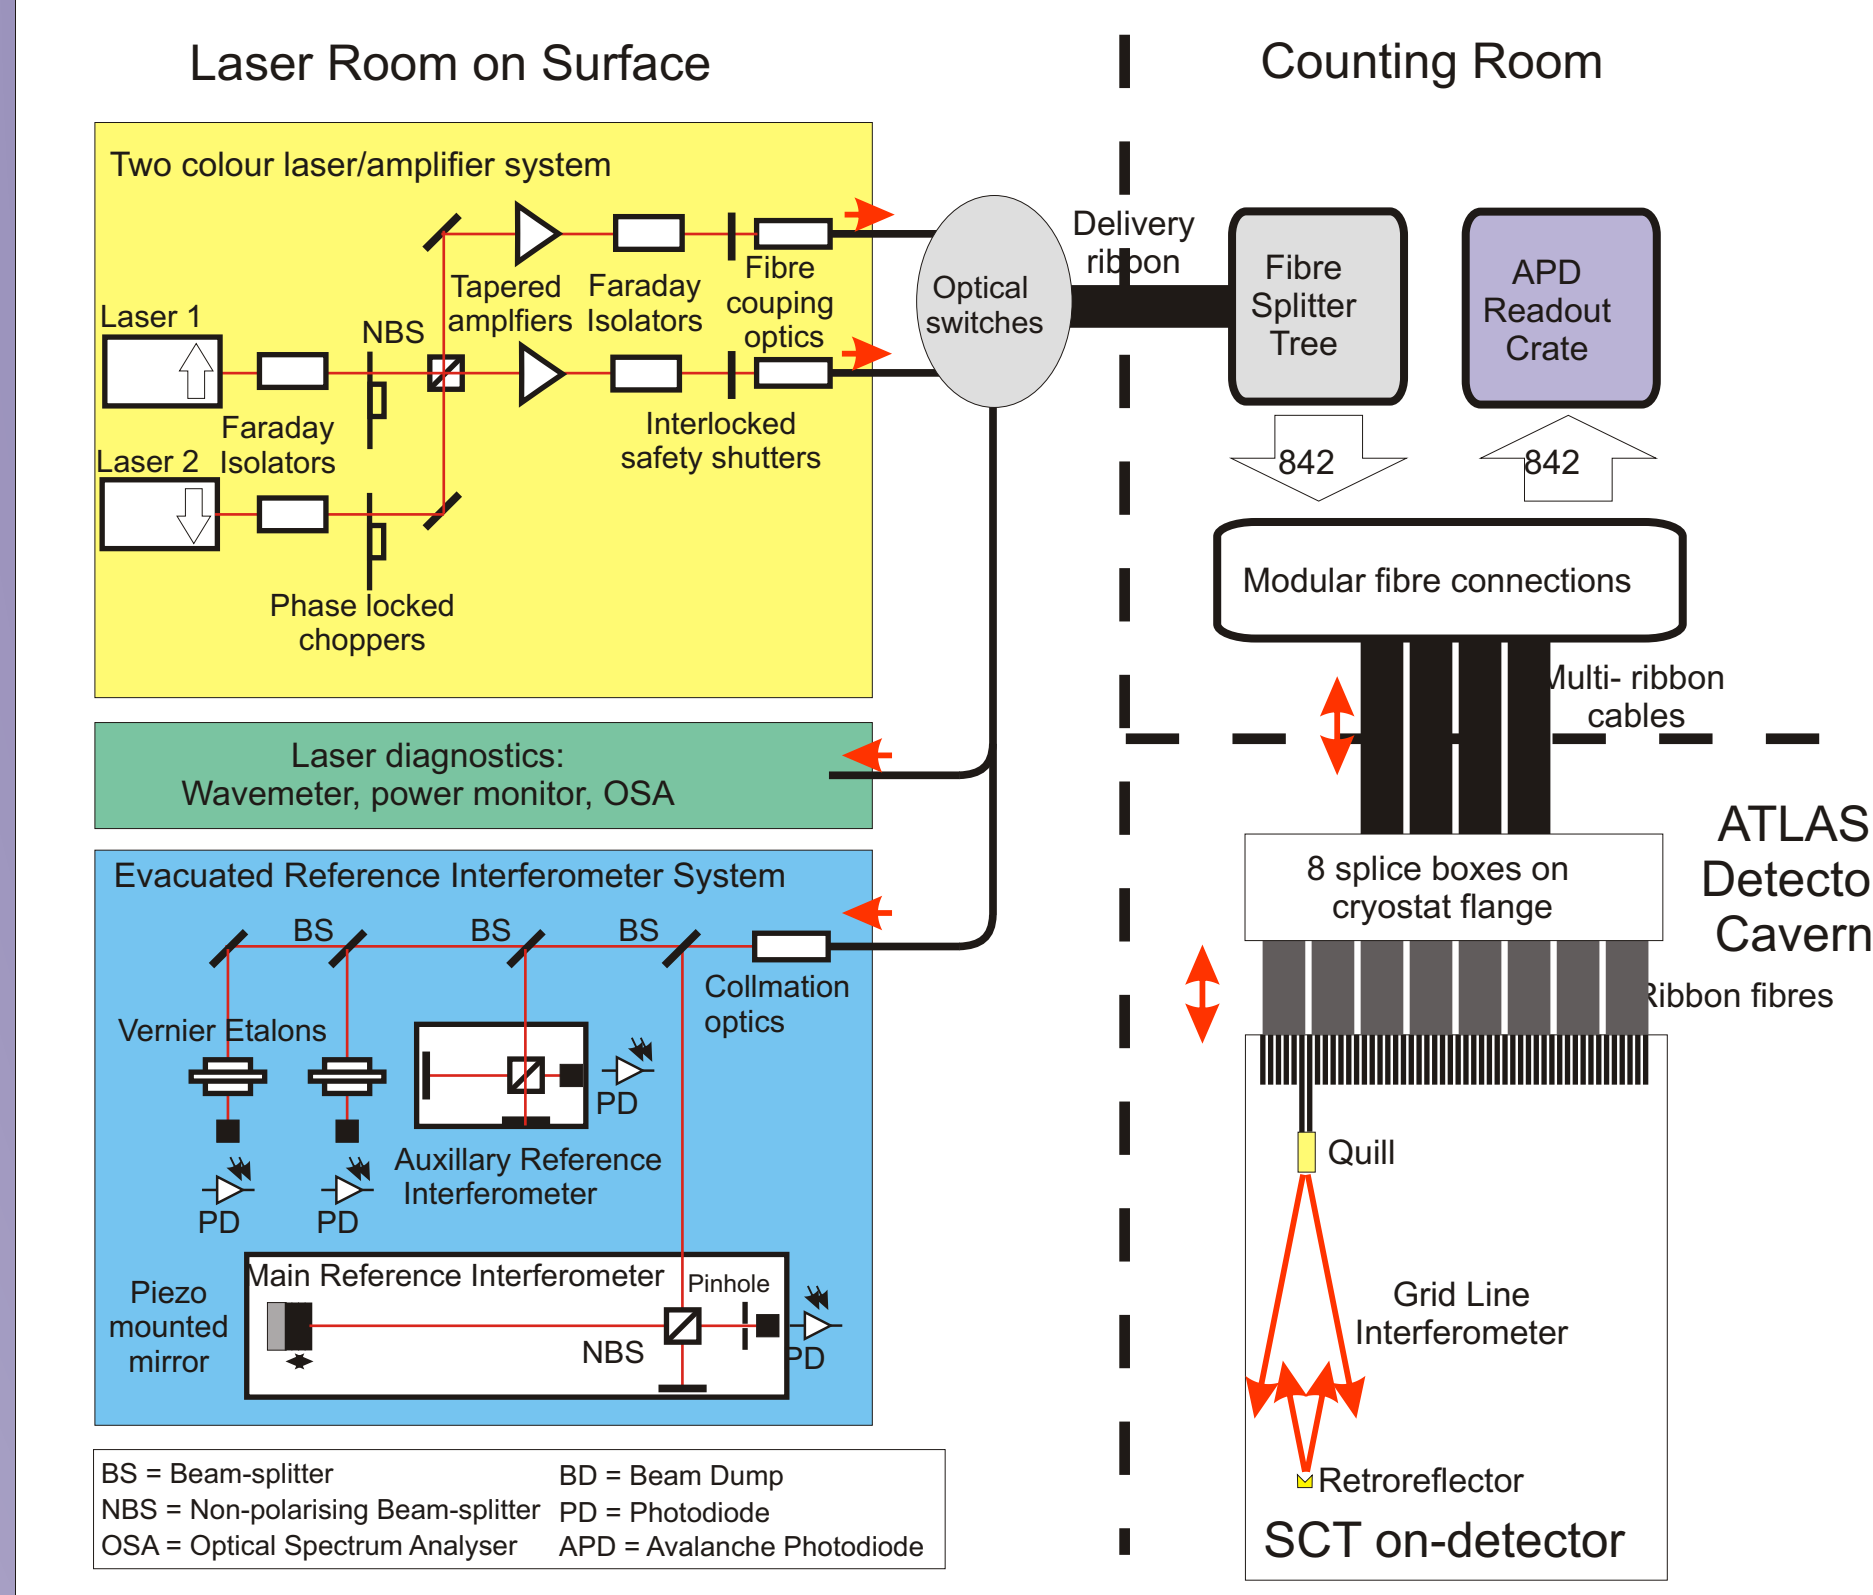 Laser Room on Surface
Counting Room
Two colour laser/amplifier system
Delivery
ribbon
Fibre
couping
optics
Tapered
amplfiers
Faraday
Isolators
Laser 1
NBS
Optical
switches
Fibre
Splitter
Tree
APD
Readout
Crate
Faraday
Isolators
Interlocked
safety shutters
Laser 2
842
842
Phase locked
choppers
Modular fibre connections
Multi- ribbon
cables
Laser diagnostics:
Wavemeter, power monitor, OSA
ATLAS
Detecto
Cavern
8 splice boxes on
cryostat flange
Evacuated Reference Interferometer System
BS
BS
BS
Collmation
optics
Ribbon fibres
Vernier Etalons
PD
Quill
Auxillary Reference
Interferometer
PD
PD
Main Reference Interferometer
Pinhole
Piezo
mounted
mirror
NBS
PD
Grid Line
Interferometer
Retroreflector
SCT on-detector
BS = Beam-splitter
NBS = Non-polarising Beam-splitter
OSA = Optical Spectrum Analyser
BD = Beam Dump
PD = Photodiode
APD = Avalanche Photodiode